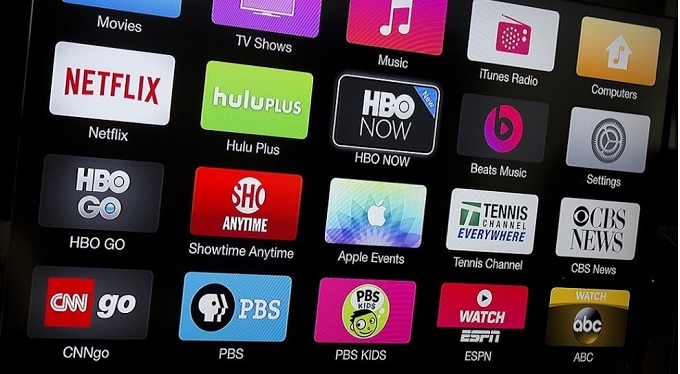 Movies
TV Shows
Music
iTunes Radio
Computers
NETFLIX
Netflix
huluPLUS
Hulu Plus
HBO
NOW
New
HBO NOW
Beats Music
Settings
HBO
GO
HBO GO
SHO
ANYTIME
Showtime Anytime
Apple Events
TENNIS
CHANNEL
EVERYWHERE
Tennis Channel
CBS
NEWS
CBS News
CNN go
CNNgo
PBS
PBS
PBS
KIDS
PBS KIDS
WATCH
ESPN
ESPN
WATCH
abc
ABC